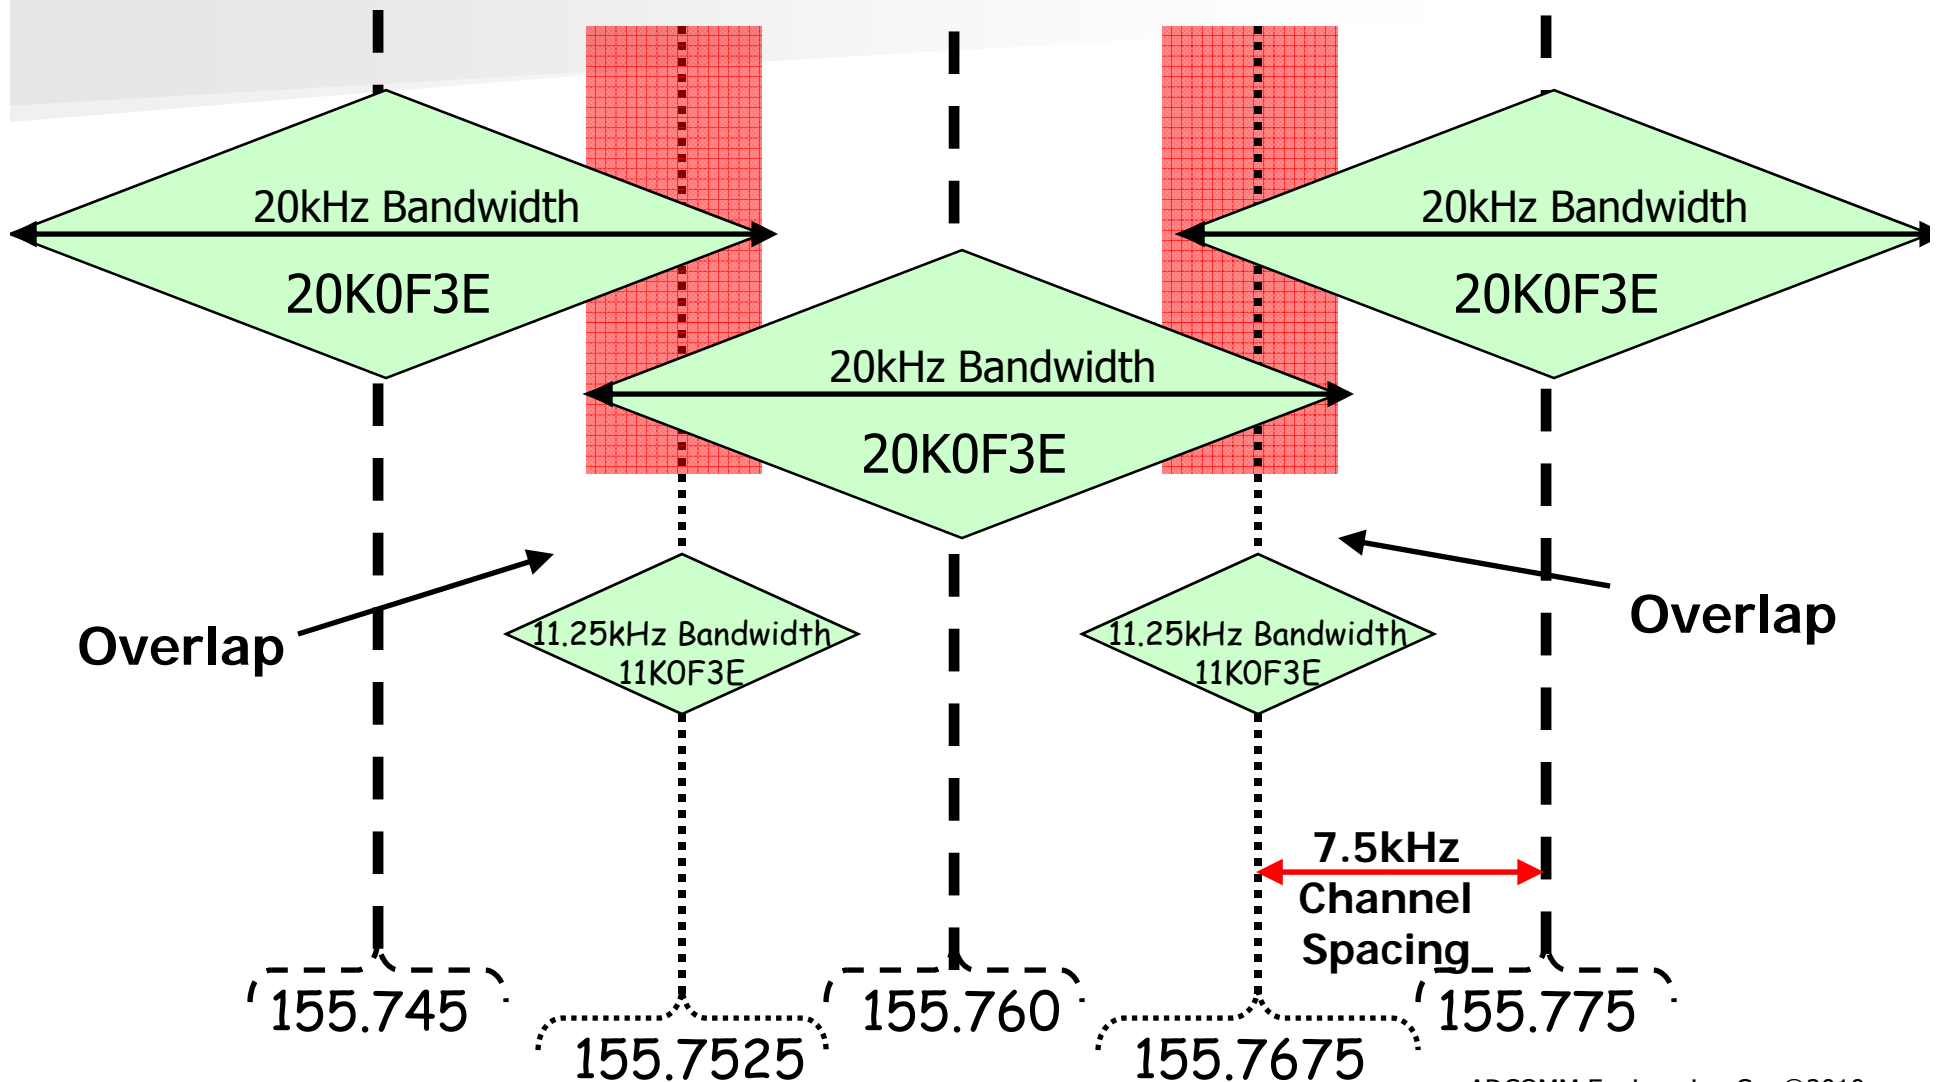 20kHz Bandwidth
20K0F3E
20kHz Bandwidth
20K0F3E
20kHz Bandwidth
20K0F3E
Overlap
11.25kHz Bandwidth
11K0F3E
11.25kHz Bandwidth
11K0F3E
Overlap
7.5kHz
Channel
Spacing
155.745
155.7525
155.760
155.7675
155.775